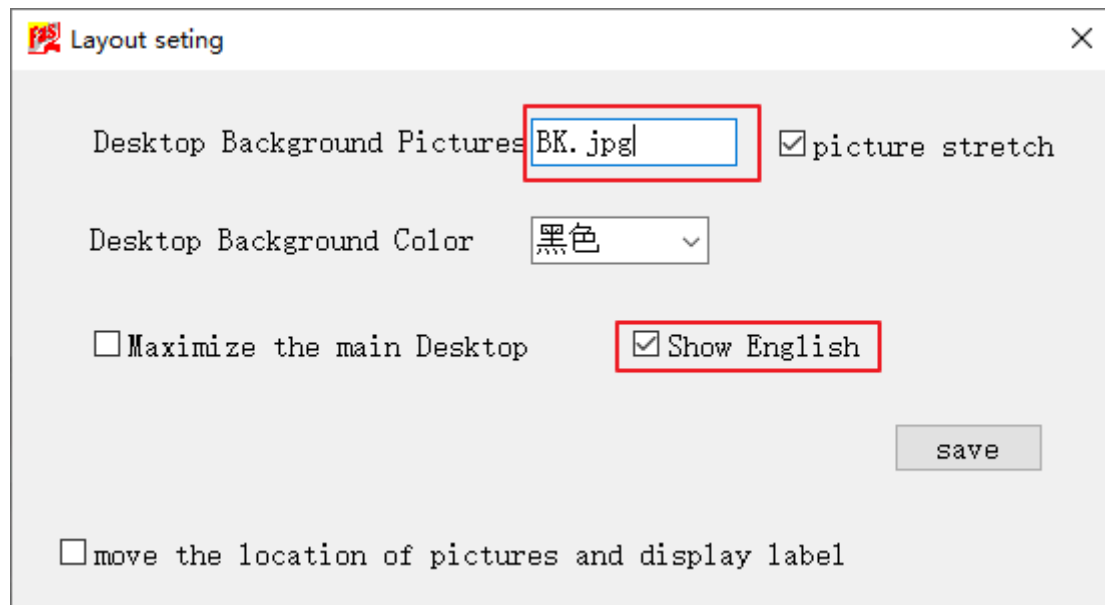 Layout seting
Desktop Background Pictures BK.jpg picture stretch
Desktop Background Color 黑色
Maximize the main Desktop Show English
save
move the location of pictures and display label